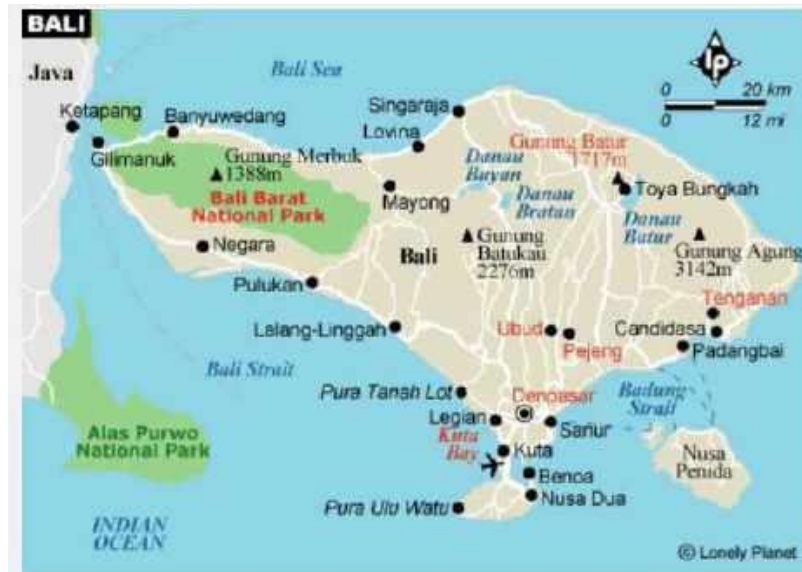 BALI
Java
Bali Sea
lp
0 20 km
0 12 mi
Ketapang
Banyuwedang
Singaraja
Lovina
Gilimanuk
Gunung Merbuk
1388m
Bali Barat
National Park
Mayong
Danau
Buyan
Danau
Bratan
Gunung Batur
1717m
Toya Bungkah
Danau
Batur
Negara
Bali
Gunung
Batukau
2276m
Gunung Agung
3142m
Pulukan
Tenganan
Lalang-Linggah
Ubud
Pejeng
Candidasa
Padangbai
Bali Strait
Pura Tanah Lot
Denpasar
Badung
Strait
Legian
Sanur
Kuta
Bay
Kuta
Alas Purwo
National Park
Nusa
Penida
Benoa
Nusa Dua
Pura Ulu Watu
INDIAN
OCEAN
© Lonely Planet